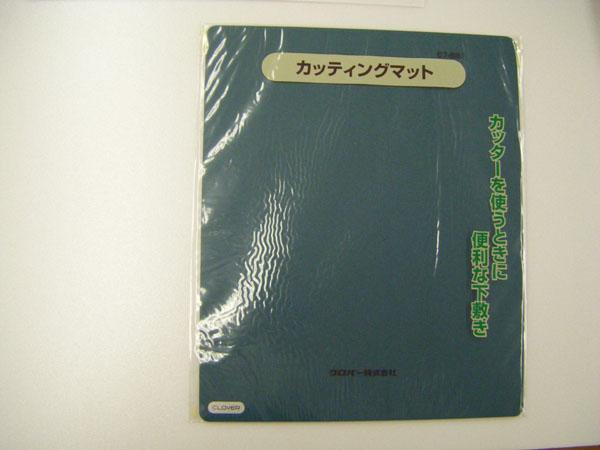 カッティングマット
カッターを使うときに
便利な下敷き
クロバー株式会社
CLOVER